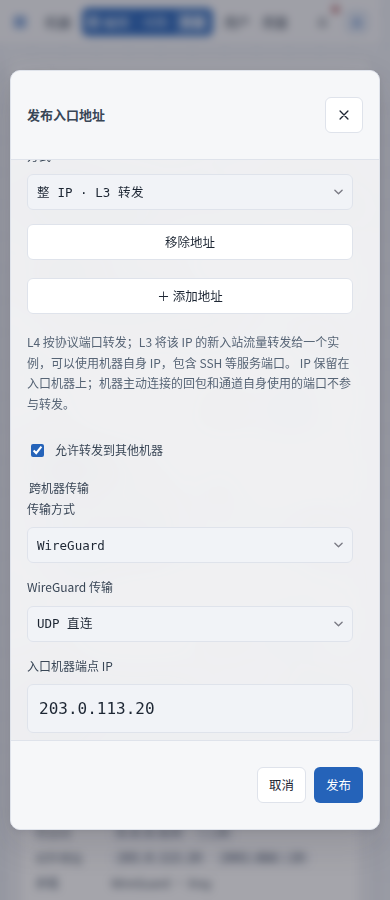 发布入口地址
整 IP · L3 转发
移除地址
＋ 添加地址
L4 按协议端口转发；L3 将该 IP 的新入站流量转发给一个实
例，可以使用机器自身 IP，包含 SSH 等服务端口。 IP 保留在
入口机器上；机器主动连接的回包和通道自身使用的端口不参
与转发。
允许转发到其他机器
跨机器传输
传输方式
WireGuard
WireGuard 传输
UDP 直连
入口机器端点 IP
203.0.113.20
取消
发布